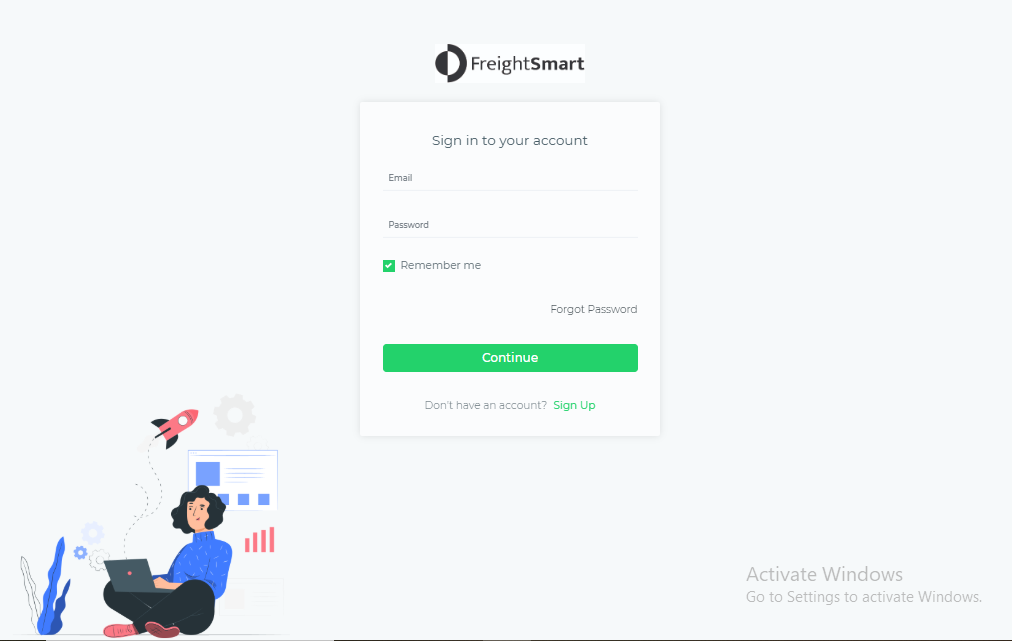 FreightSmart
Sign in to your account
Email
Password
Remember me
Forgot Password
Continue
Don't have an account? Sign Up
Activate Windows
Go to Settings to activate Windows.